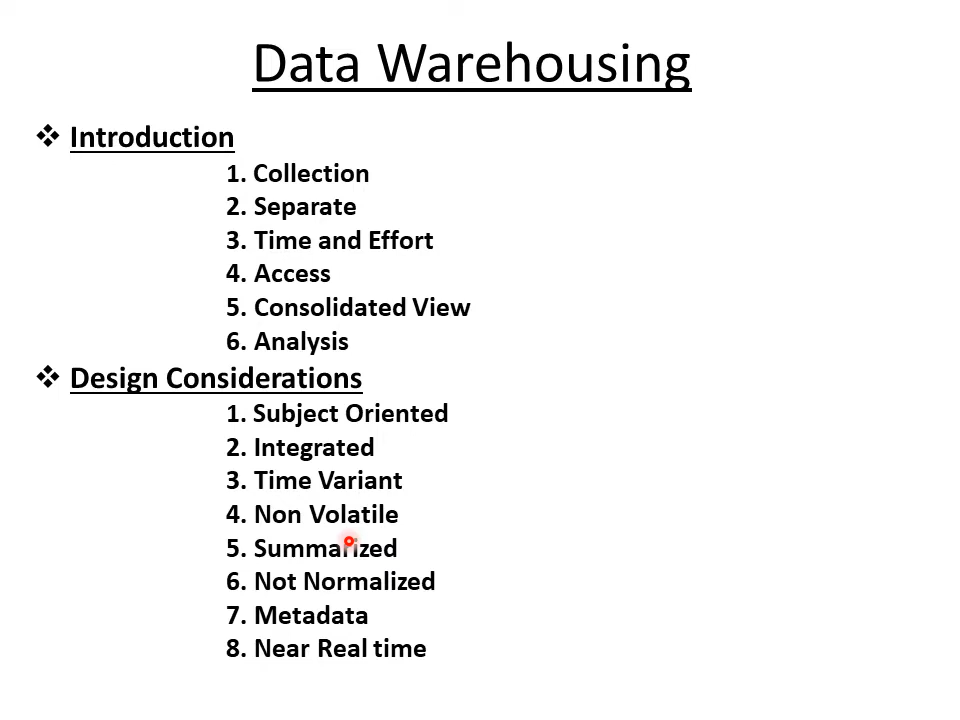 Data Warehousing
❖ Introduction
1. Collection
2. Separate
3. Time and Effort
4. Access
5. Consolidated View
6. Analysis
❖ Design Considerations
1. Subject Oriented
2. Integrated
3. Time Variant
4. Non Volatile
5. Summarized
6. Not Normalized
7. Metadata
8. Near Real time